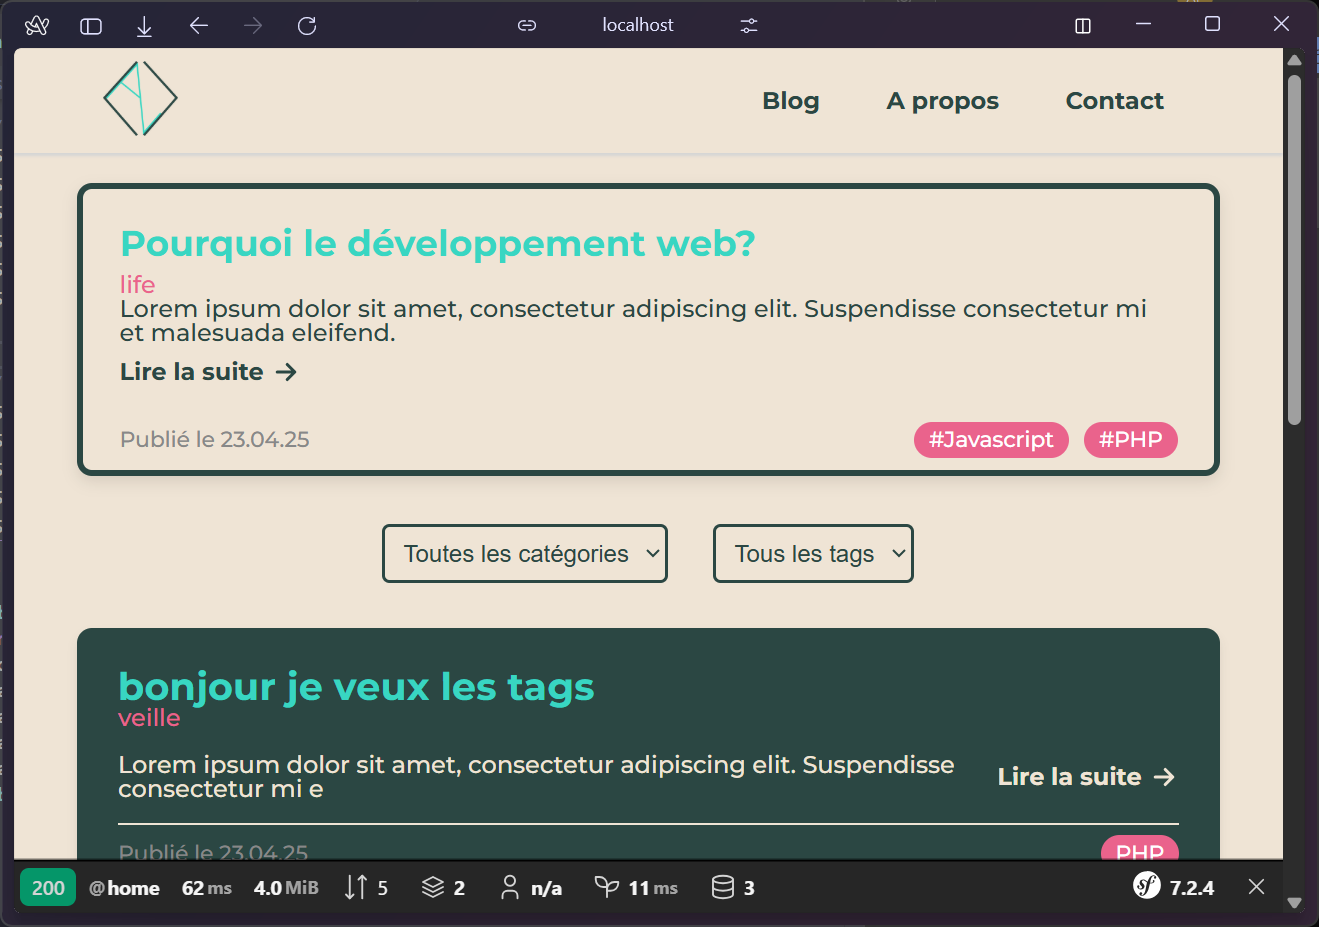 localhost
Blog
A propos
Contact
Pourquoi le développement web?
life
Lorem ipsum dolor sit amet, consectetur adipiscing elit. Suspendisse consectetur mi
et malesuada eleifend.
Lire la suite →
Publié le 23.04.25
#Javascript
#PHP
Toutes les catégories
Tous les tags
bonjour je veux les tags
veille
Lorem ipsum dolor sit amet, consectetur adipiscing elit. Suspendisse
consectetur mi e
Lire la suite →
Publié le 23.04.25
PHP
200 @home 62 ms 4.0 MiB 5 2 n/a 11 ms 3 sf 7.2.4